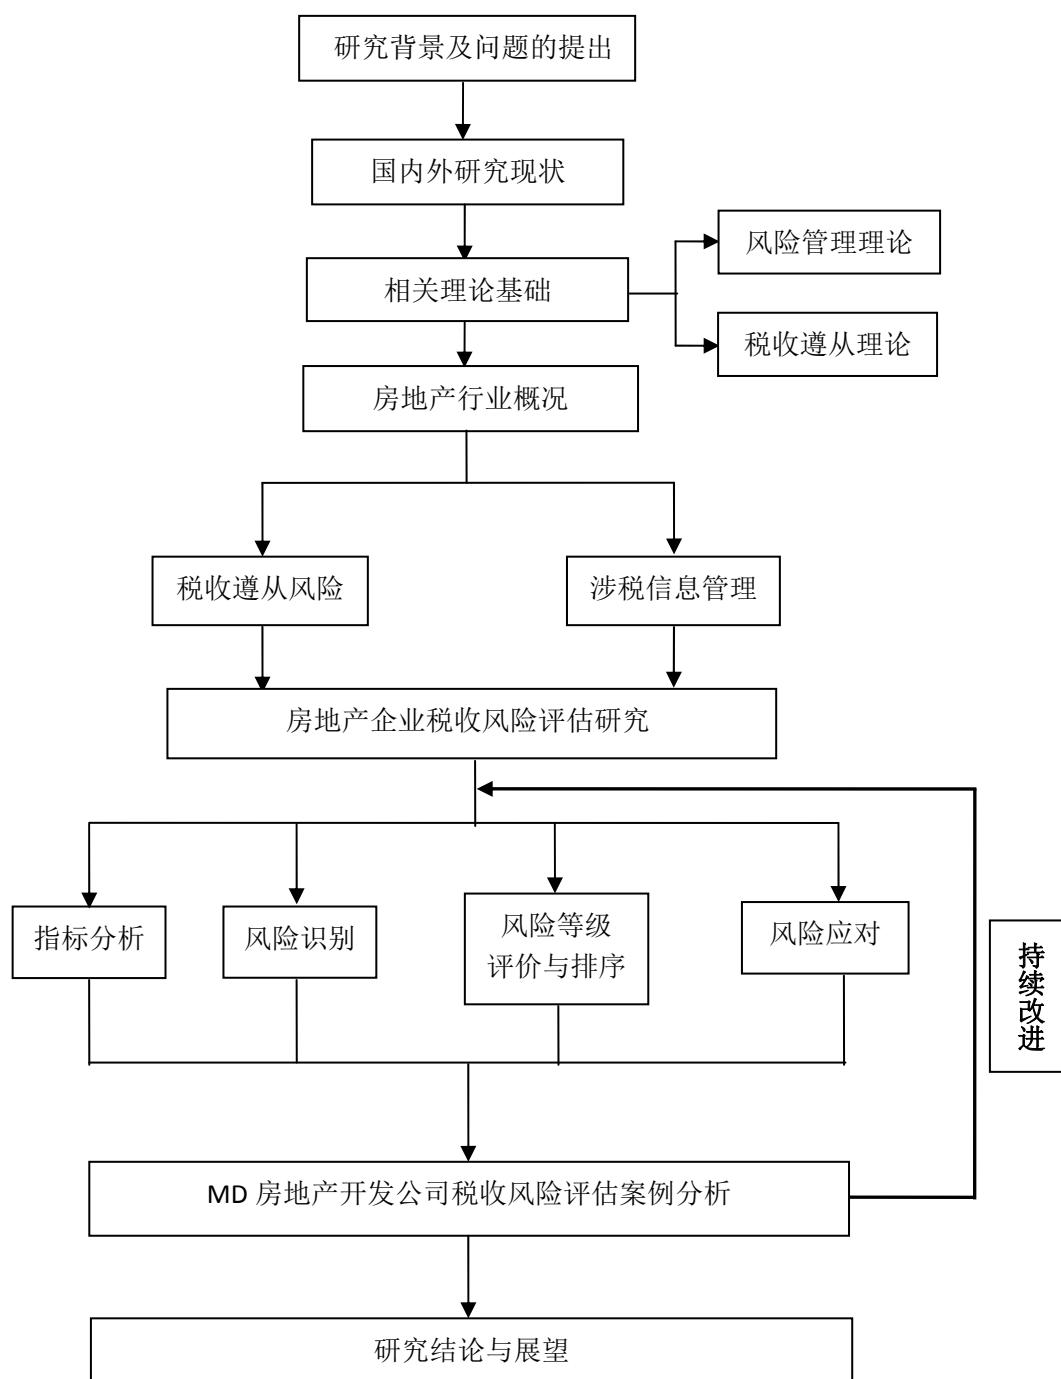 研究背景及问题的提出
国内外研究现状
风险管理理论
相关理论基础
税收遵从理论
房地产行业概况
税收遵从风险
涉税信息管理
房地产企业税收风险评估研究
指标分析
风险识别
风险等级
评价与排序
风险应对
持续改进
MD 房地产开发公司税收风险评估案例分析
研究结论与展望